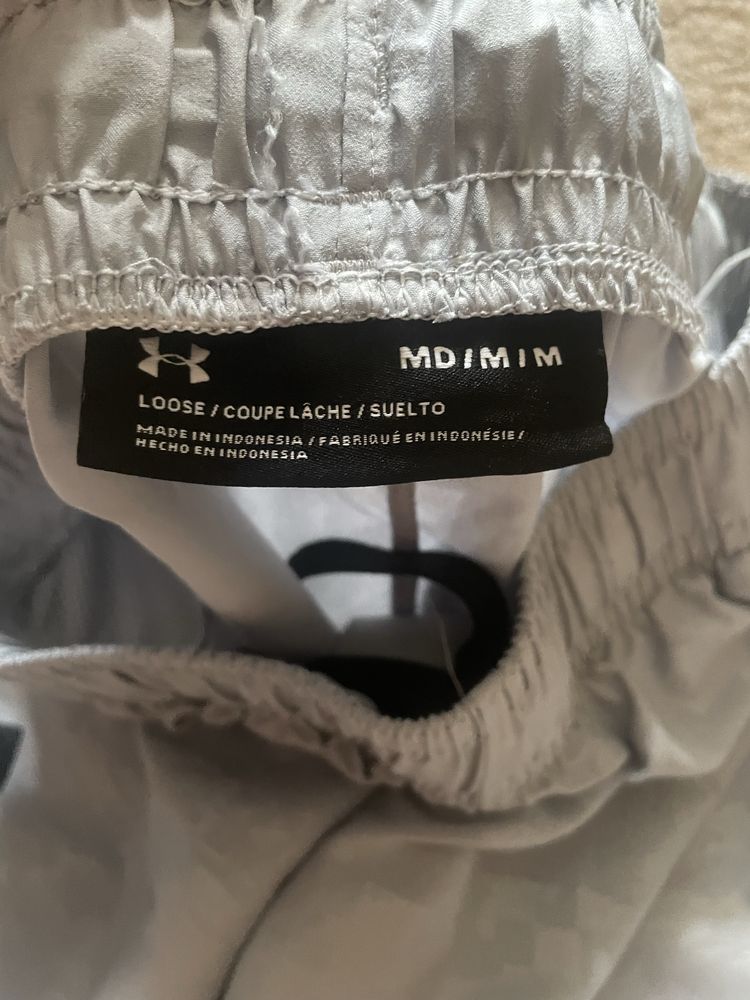 MD/M/M
LOOSE / COUPE LÂCHE / SUELTO
MADE IN INDONESIA / FABRIQUÉ EN INDONÉSIE /
HECHO EN INDONESIA